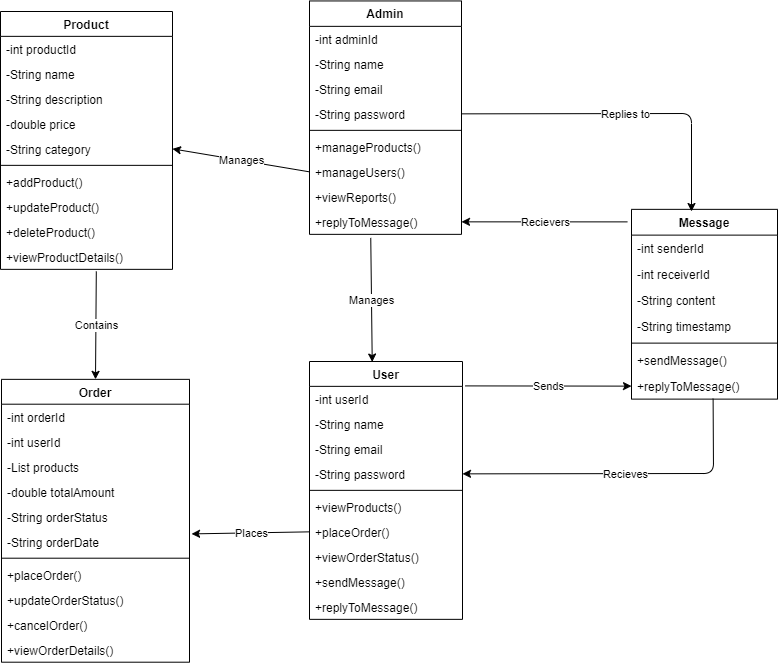 Product
-int productId
-String name
-String description
-double price
-String category
+addProduct()
+updateProduct()
+deleteProduct()
+viewProductDetails()
Manages
Admin
-int adminId
-String name
-String email
-String password
+manageProducts()
+manageUsers()
+viewReports()
+replyToMessage()
Replies to
Recievers
Message
-int senderId
-int receiverId
-String content
-String timestamp
+sendMessage()
+replyToMessage()
Contains
Manages
Order
-int orderId
-int userId
-List products
-double totalAmount
-String orderStatus
-String orderDate
+placeOrder()
+updateOrderStatus()
+cancelOrder()
+viewOrderDetails()
Places
User
-int userId
-String name
-String email
-String password
+viewProducts()
+placeOrder()
+viewOrderStatus()
+sendMessage()
+replyToMessage()
Sends
Recieves